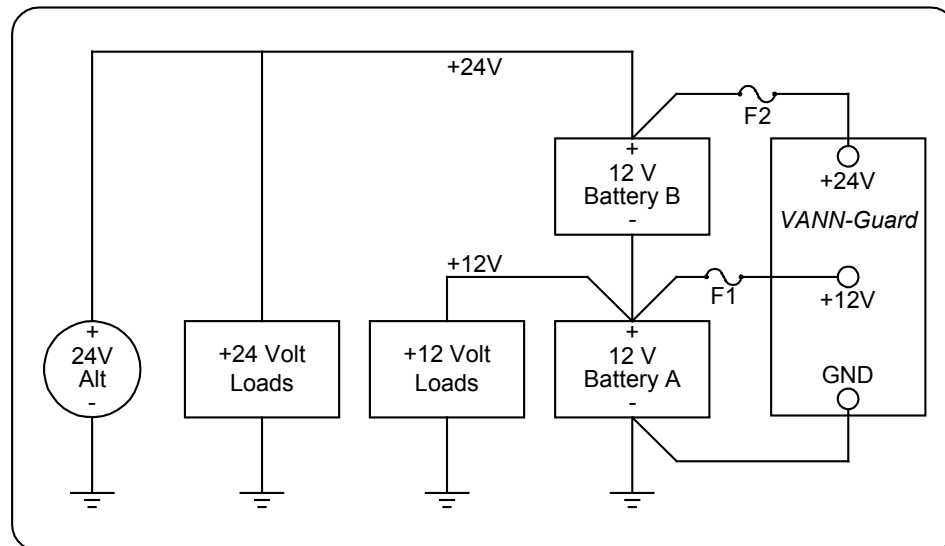 +24V
F2
+
12 V
Battery B
-
+24V
VANN-Guard
+12V
F1
+12V
+
24V
Alt
-
+24 Volt
Loads
+12 Volt
Loads
+
12 V
Battery A
-
GND